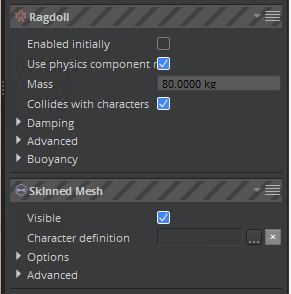 Ragdoll
Enabled initially
Use physics component
Mass 80.0000 kg
Collides with characters
Damping
Advanced
Buoyancy
Skinned Mesh
Visible
Character definition ...
Options
Advanced